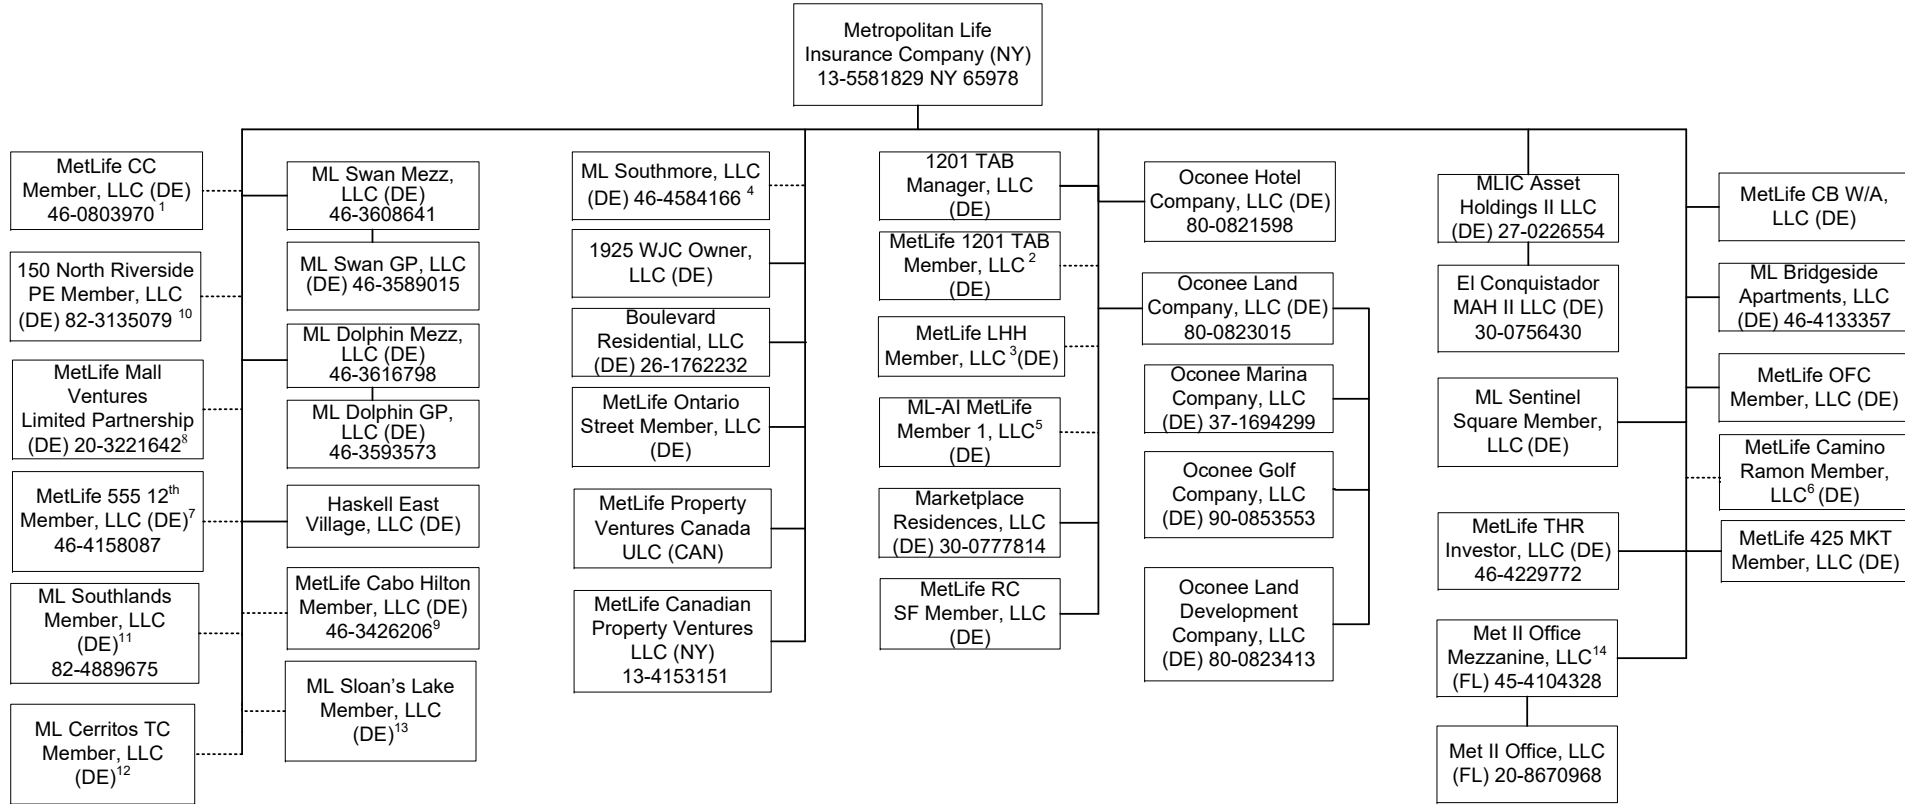 Metropolitan Life
Insurance Company (NY)
13-5581829 NY 65978
MetLife CC
Member, LLC (DE)
46-0803970 1
150 North Riverside
PE Member, LLC
(DE) 82-3135079 10
MetLife Mall
Ventures
Limited Partnership
(DE) 20-3221642 8
MetLife 555 12th
Member, LLC (DE)7
46-4158087
ML Southlands
Member, LLC
(DE)11
82-4889675
ML Cerritos TC
Member, LLC
(DE)12
ML Swan Mezz,
LLC (DE)
46-3608641
ML Swan GP, LLC
(DE) 46-3589015
ML Dolphin Mezz,
LLC (DE)
46-3616798
ML Dolphin GP,
LLC (DE)
46-3593573
Haskell East
Village, LLC (DE)
MetLife Cabo Hilton
Member, LLC (DE)
46-3426206 9
ML Sloan’s Lake
Member, LLC
(DE)13
ML Southmore, LLC
(DE) 46-4584166 4
1925 WJC Owner,
LLC (DE)
Boulevard
Residential, LLC
(DE) 26-1762232
MetLife Ontario
Street Member, LLC
(DE)
MetLife Property
Ventures Canada
ULC (CAN)
MetLife Canadian
Property Ventures
LLC (NY)
13-4153151
1201 TAB
Manager, LLC
(DE)
MetLife 1201 TAB
Member, LLC 2
(DE)
MetLife LHH
Member, LLC 3(DE)
ML-AI MetLife
Member 1, LLC5
(DE)
Marketplace
Residences, LLC
(DE) 30-0777814
MetLife RC
SF Member, LLC
(DE)
Oconee Hotel
Company, LLC (DE)
80-0821598
Oconee Land
Company, LLC (DE)
80-0823015
Oconee Marina
Company, LLC
(DE) 37-1694299
Oconee Golf
Company, LLC
(DE) 90-0853553
Oconee Land
Development
Company, LLC
(DE) 80-0823413
MLIC Asset
Holdings II LLC
(DE) 27-0226554
El Conquistador
MAH II LLC (DE)
30-0756430
ML Sentinel
Square Member,
LLC (DE)
MetLife THR
Investor, LLC (DE)
46-4229772
Met II Office
Mezzanine, LLC14
(FL) 45-4104328
Met II Office, LLC
(FL) 20-8670968
MetLife CB W/A,
LLC (DE)
ML Bridgeside
Apartments, LLC
(DE) 46-4133357
MetLife OFC
Member, LLC (DE)
MetLife Camino
Ramon Member,
LLC6 (DE)
MetLife 425 MKT
Member, LLC (DE)